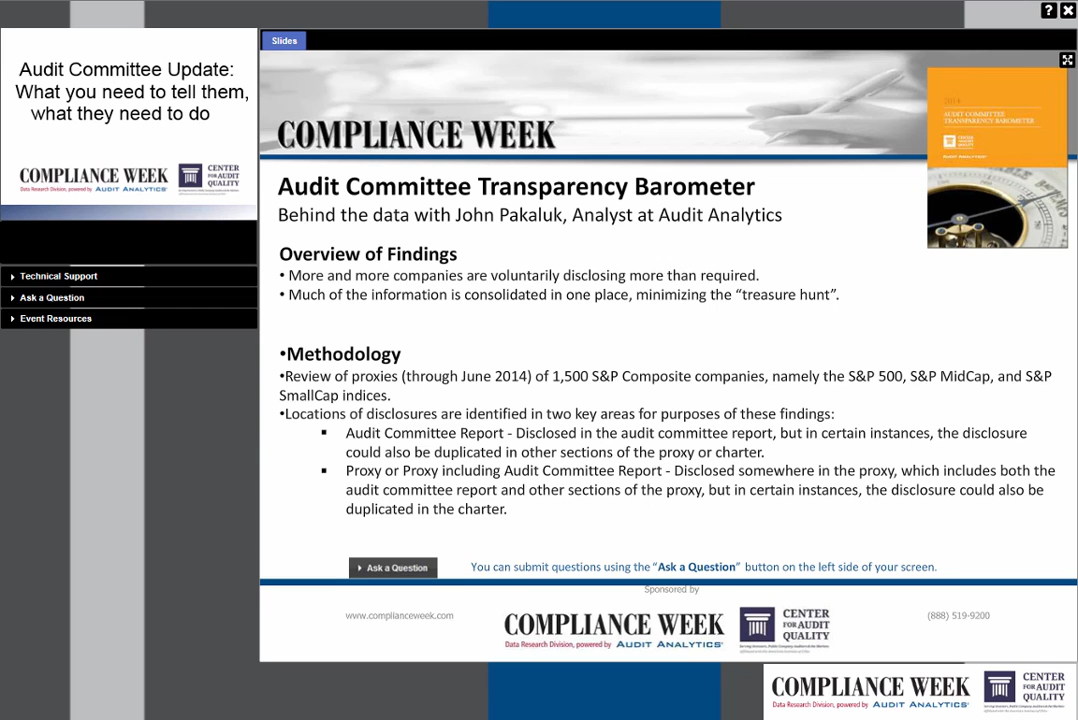 ?
Slides
Audit Committee Update:
What you need to tell them,
what they need to do
COMPLIANCE WEEK
Data Research Division, powered by AUDIT ANALYTICS
CENTER
FOR AUDIT
QUALITY
Technical Support
Ask a Question
Event Resources
COMPLIANCE WEEK
AUDIT COMMITTEE
TRANSPARENCY BAROMETER
Audit Committee Transparency Barometer
Behind the data with John Pakaluk, Analyst at Audit Analytics
Overview of Findings
• More and more companies are voluntarily disclosing more than required.
• Much of the information is consolidated in one place, minimizing the “treasure hunt”.
•Methodology
•Review of proxies (through June 2014) of 1,500 S&P Composite companies, namely the S&P 500, S&P MidCap, and S&P
SmallCap indices.
•Locations of disclosures are identified in two key areas for purposes of these findings:
▪ Audit Committee Report - Disclosed in the audit committee report, but in certain instances, the disclosure
could also be duplicated in other sections of the proxy or charter.
▪ Proxy or Proxy including Audit Committee Report - Disclosed somewhere in the proxy, which includes both the
audit committee report and other sections of the proxy, but in certain instances, the disclosure could also be
duplicated in the charter.
Ask a Question
You can submit questions using the “Ask a Question” button on the left side of your screen.
Sponsored by
www.complianceweek.com
COMPLIANCE WEEK
Data Research Division, powered by AUDIT ANALYTICS
CENTER
FOR AUDIT
QUALITY
(888) 519-9200
COMPLIANCE WEEK
Data Research Division, powered by AUDIT ANALYTICS
CENTER
FOR AUDIT
QUALITY